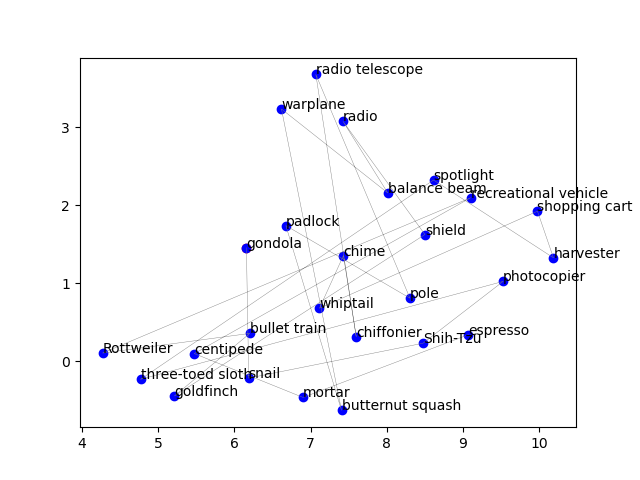 radio telescope
warplane
radio
spotlight
balance beam
recreational vehicle
shopping cart
padlock
shield
gondola
chime
harvester
photocopier
pole
whiptail
bullet train
chiffonier
espresso
Shih-Tzu
Rottweiler
centipede
three-toed sloth
snail
goldfinch
mortar
butternut squash
3
2
1
0
4 5 6 7 8 9 10